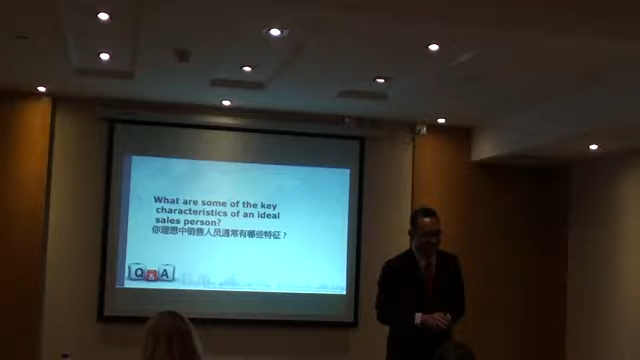 What are some of the key
characteristics of an ideal
sales person?
你理想中销售人员通常有哪些特征？
Q&A